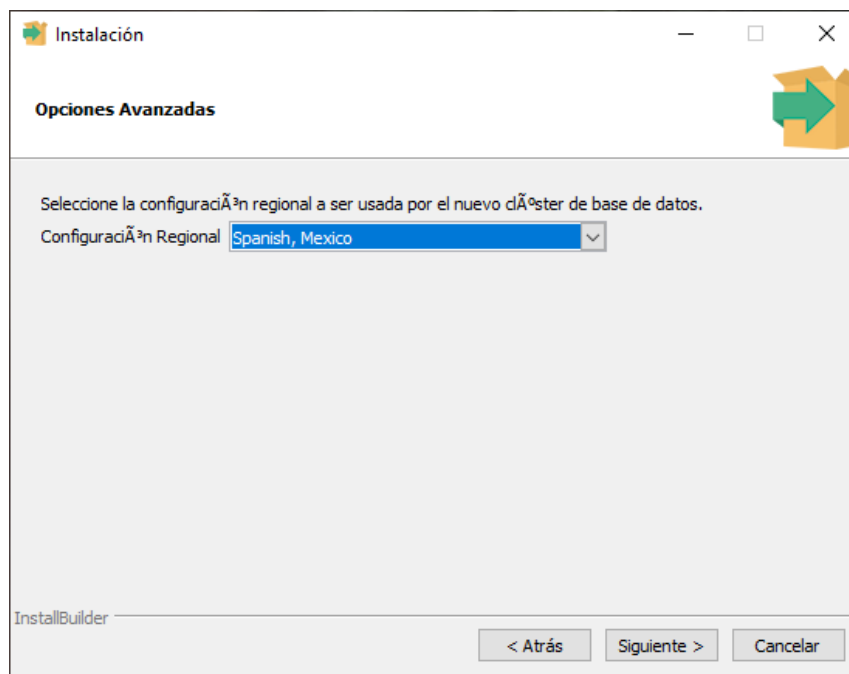 Instalación
Opciones Avanzadas
Seleccione la configuraciÃ³n regional a ser usada por el nuevo clÃºster de base de datos.
ConfiguraciÃ³n Regional Spanish, Mexico
InstallBuilder
< Atrás Siguiente > Cancelar